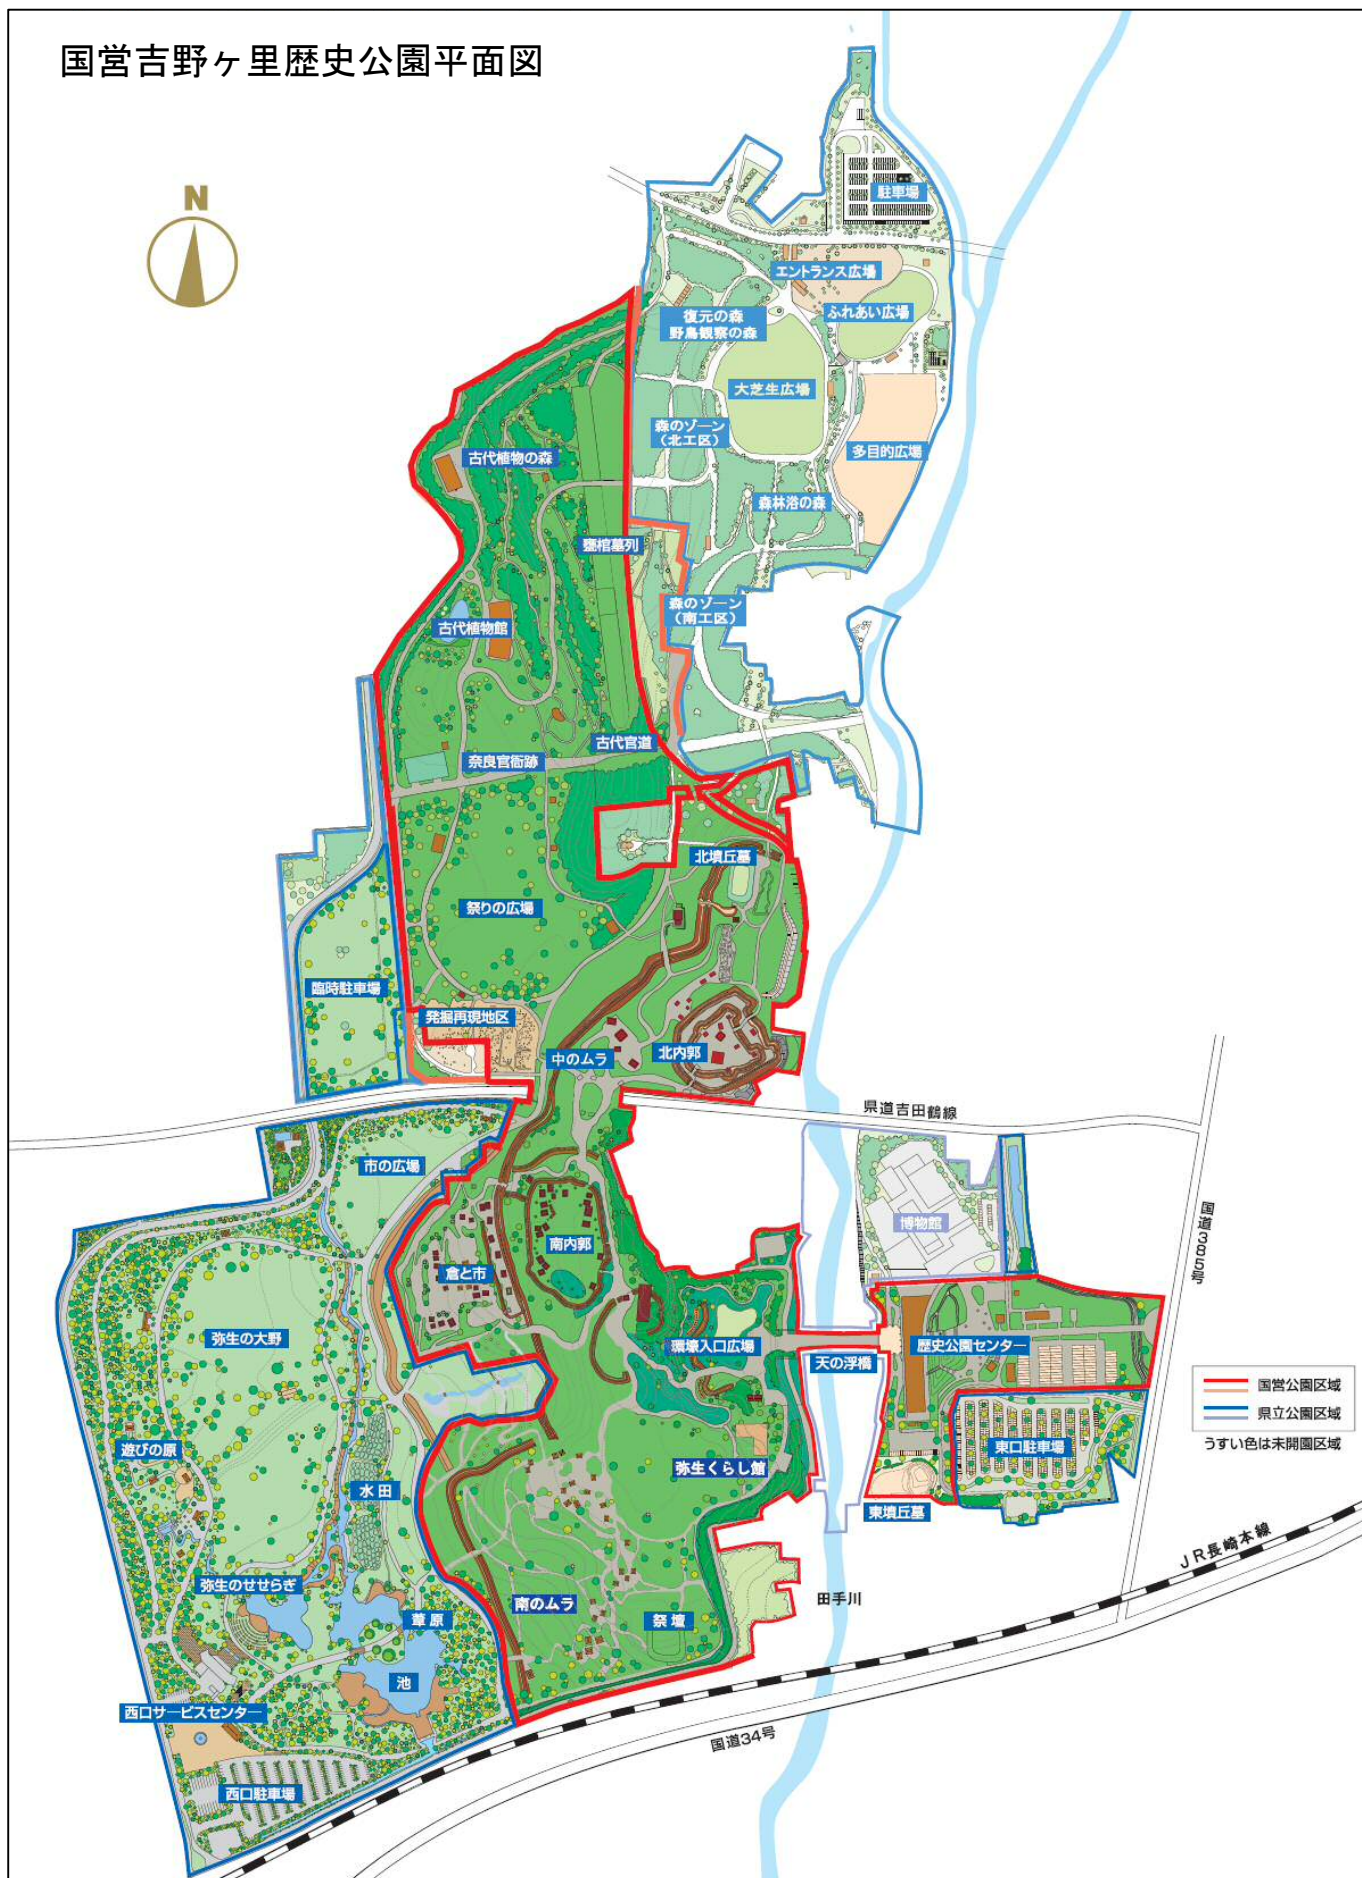 国営吉野ヶ里歴史公園平面図
N
駐車場
エントランス広場
ふれあい広場
復元の森
野鳥観察の森
大芝生広場
森のゾーン
（北工区）
多目的広場
古代植物の森
森林浴の森
甕棺墓列
森のゾーン
（南工区）
古代植物館
古代官道
奈良官衙跡
北墳丘墓
祭りの広場
臨時駐車場
発掘再現地区
中のムラ
北内郭
県道吉田鶴線
市の広場
国道385号
博物館
南内郭
倉と市
弥生の大野
環壕入口広場
天の浮橋
歴史公園センター
国営公園区域
県立公園区域
うすい色は未開園区域
遊びの原
水田
弥生くらし館
東口駐車場
東墳丘墓
JR長崎本線
弥生のせせらぎ
葦原
南のムラ
祭壇
田手川
池
西口サービスセンター
国道34号
西口駐車場